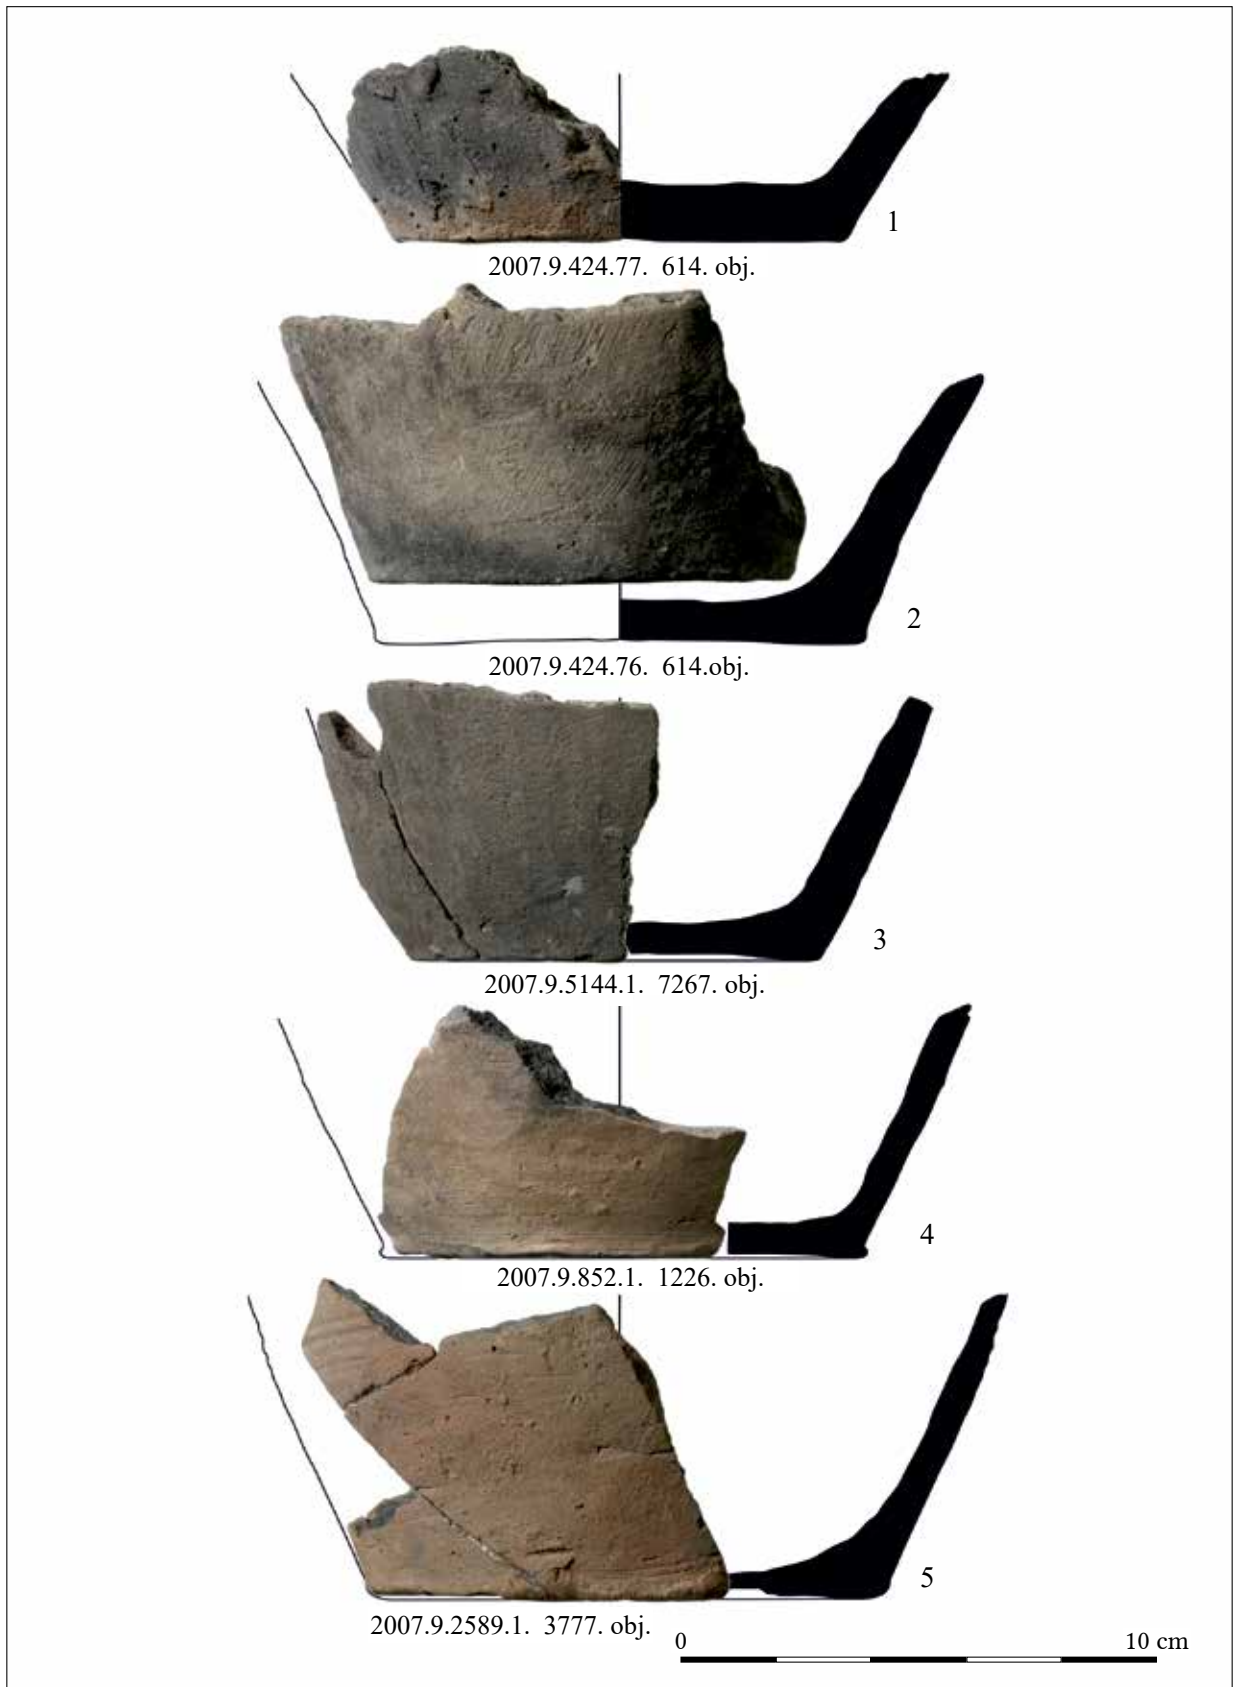 1
2007.9.424.77. 614. obj.
2
2007.9.424.76. 614.obj.
3
2007.9.5144.1. 7267. obj.
4
2007.9.852.1. 1226. obj.
5
2007.9.2589.1. 3777. obj.
0 10 cm